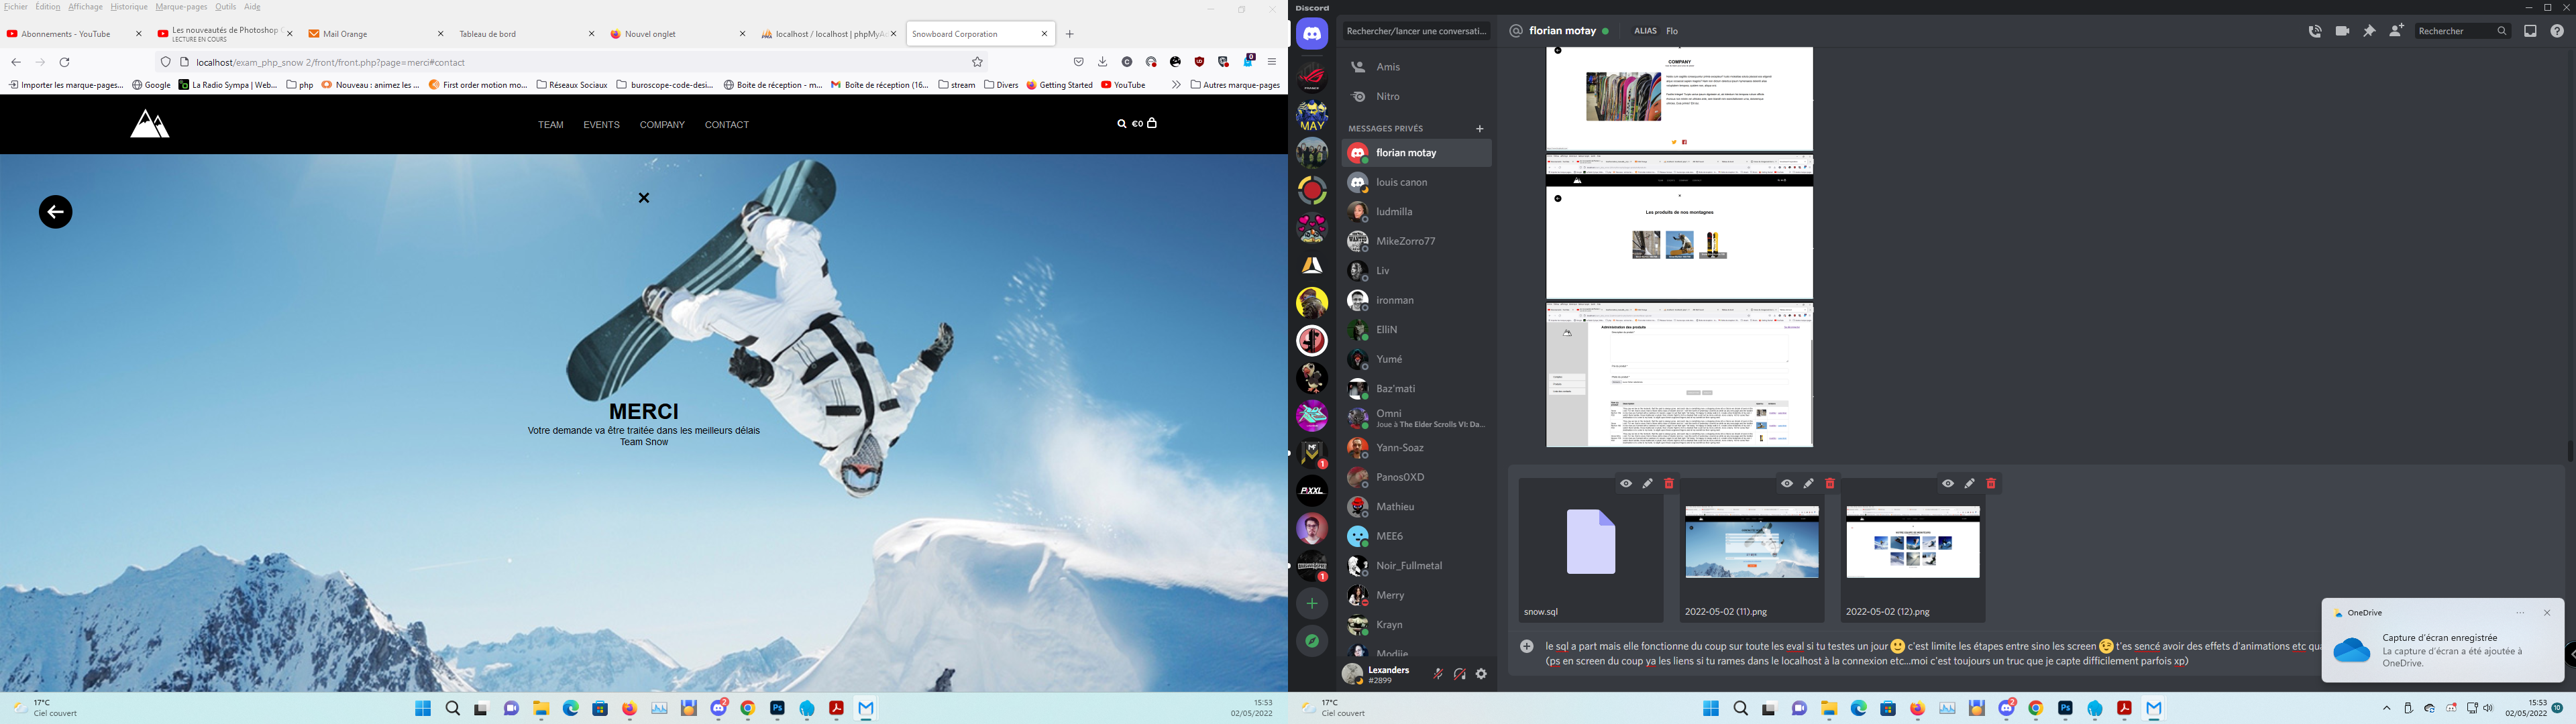 Fichier Édition Affichage Historique Marque-pages Outils Aide
Abonnements - YouTube
Les nouveautés de Photoshop
LECTURE EN COURS
Mail Orange
Tableau de bord
Nouvel onglet
localhost / localhost | phpMyA
Snowboard Corporation
localhost/exam_php_snow 2/front/front.php?page=merci#contact
Importer les marque-pages...
Google
La Radio Sympa | Web...
php
Nouveau : animez les ...
First order motion mo...
Réseaux Sociaux
buroscope-code-desi...
Boite de réception - m...
Boîte de réception (16...
stream
Divers
Getting Started
YouTube
Autres marque-pages
TEAM EVENTS COMPANY CONTACT
€0
MERCI
Votre demande va être traitée dans les meilleurs délais
Team Snow
17°C
Ciel couvert
15:53
02/05/2022
Discord
Rechercher/lancer une conversati...
florian motay
ALIAS Flo
Rechercher
Amis
Nitro
MESSAGES PRIVÉS
florian motay
louis canon
ludmilla
MikeZorro77
Liv
ironman
ElliN
Yumé
Baz'mati
Omni
Joue à The Elder Scrolls VI: Da...
Yann-Soaz
Panos0XD
Mathieu
MEE6
Noir_Fullmetal
Merry
Krayn
Modjie
Lexanders
#2899
MAY
P.XXL
COMPANY
Les produits de nos montagnes
Administration des produits
snow.sql
2022-05-02 (11).png
2022-05-02 (12).png
le sql a part mais elle fonctionne du coup sur toute les eval si tu testes un jour 🙂 c'est limite les étapes entre sino les screen 😉 t'es sencé avoir des effets d'animations etc qu
(ps en screen du coup ya les liens si tu rames dans le localhost à la connexion etc...moi c'est toujours un truc que je capte difficilement parfois xp)
OneDrive
Capture d'écran enregistrée
La capture d'écran a été ajoutée à
OneDrive.
17°C
Ciel couvert
15:53
02/05/2022
10